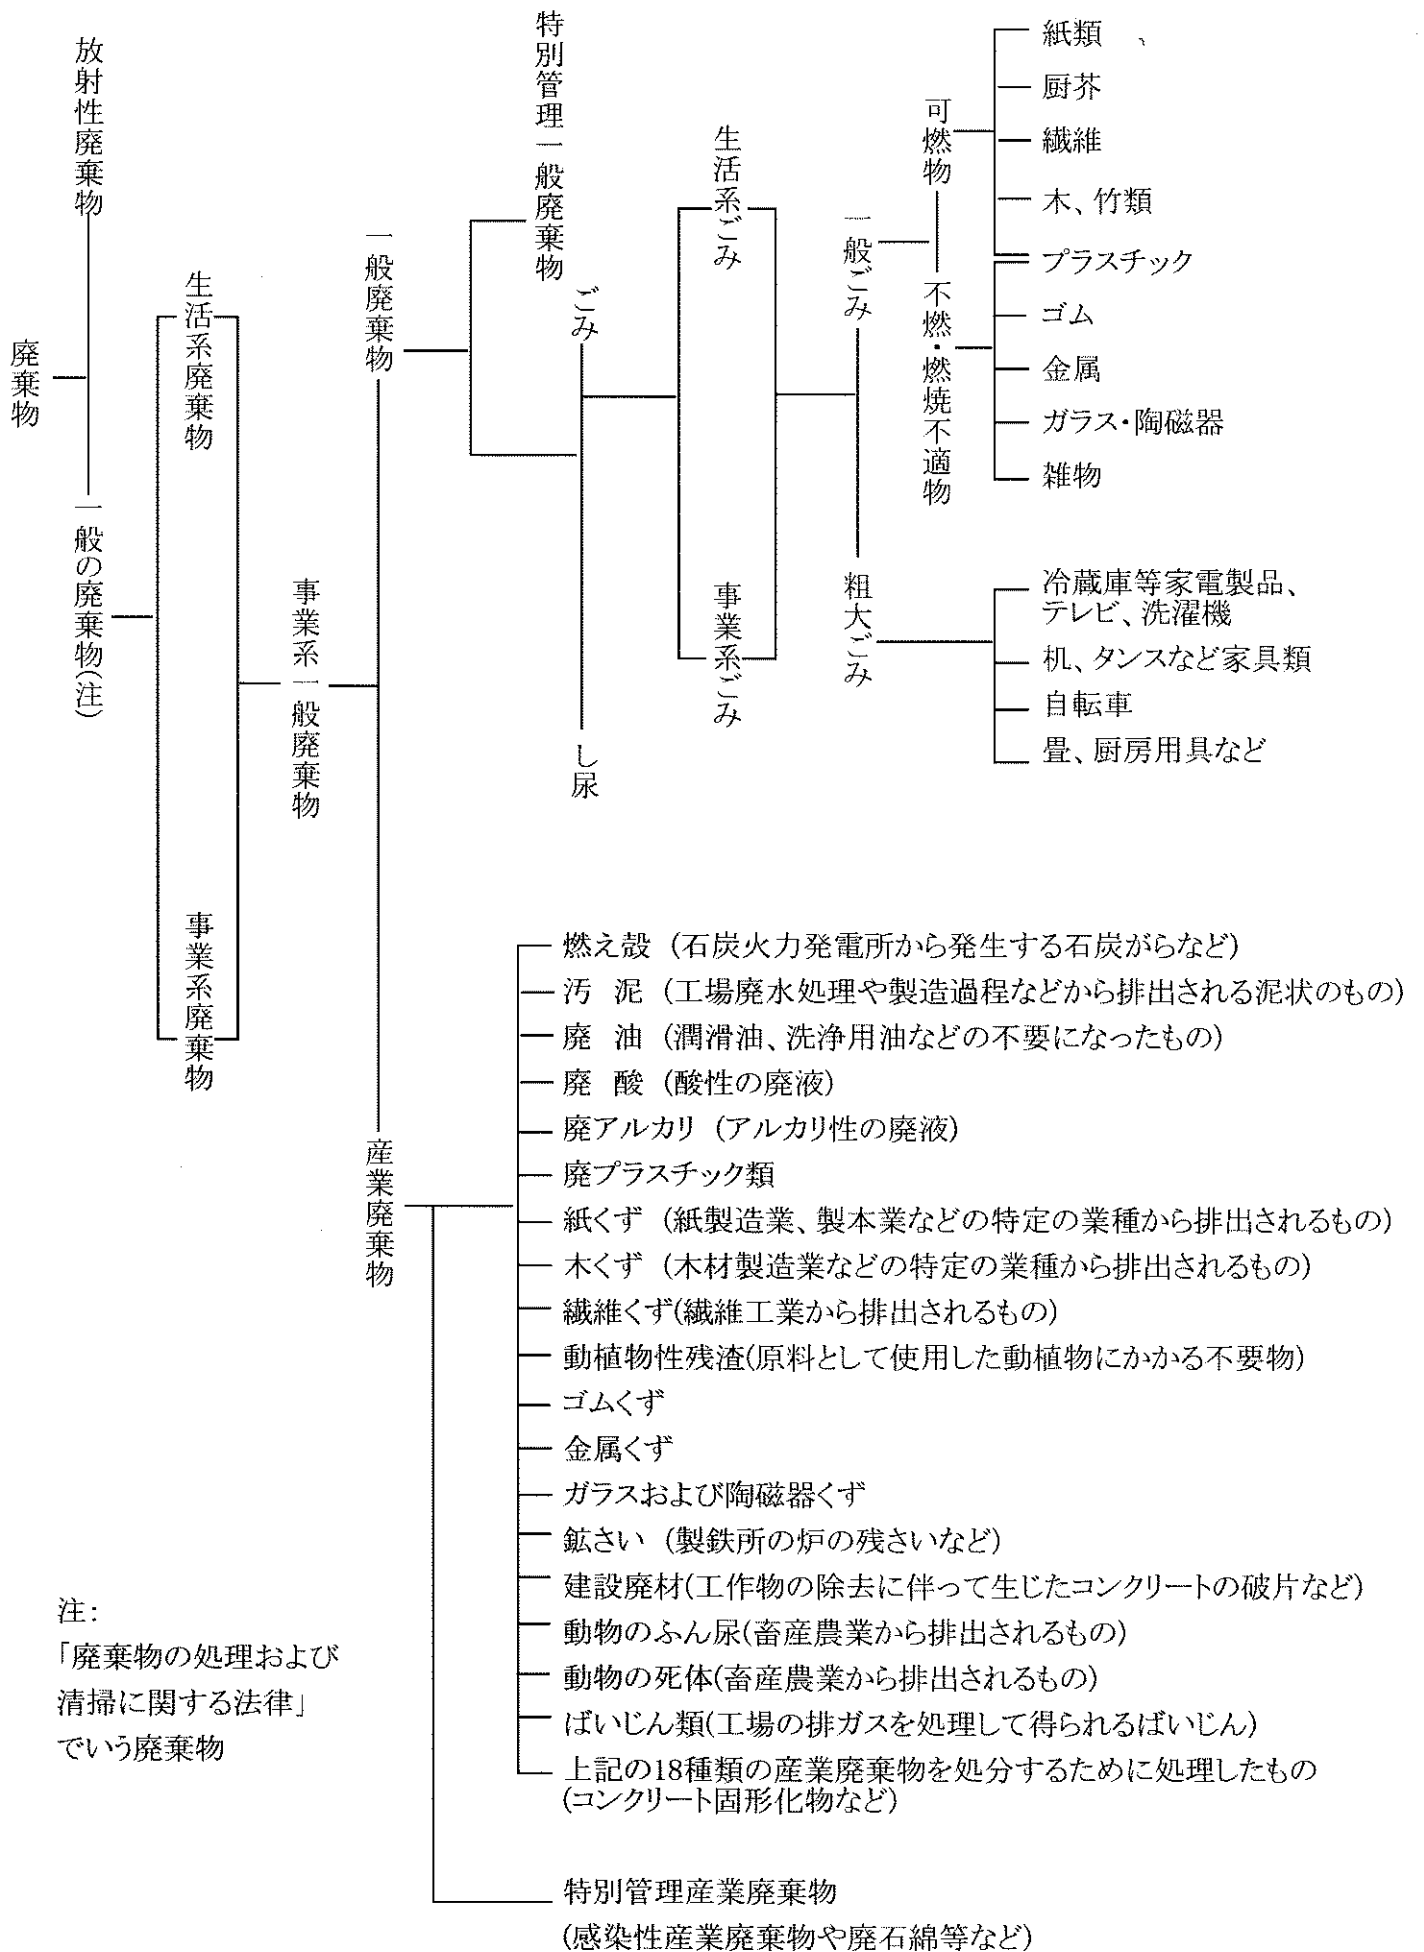 廃棄物
放射性廃棄物
一般の廃棄物(注)
生活系廃棄物
事業系廃棄物
事業系一般廃棄物
一般廃棄物
産業廃棄物
特別管理一般廃棄物
ごみ
し尿
生活系ごみ
事業系ごみ
一般ごみ
粗大ごみ
可燃物
不燃・燃焼不適物
紙類
厨芥
繊維
木、竹類
プラスチック
ゴム
金属
ガラス・陶磁器
雑物
冷蔵庫等家電製品、
テレビ、洗濯機
机、タンスなど家具類
自転車
畳、厨房用具など
燃え殻 (石炭火力発電所から発生する石炭がらなど)
汚 泥 (工場廃水処理や製造過程などから排出される泥状のもの)
廃 油 (潤滑油、洗浄用油などの不要になったもの)
廃 酸 (酸性の廃液)
廃アルカリ (アルカリ性の廃液)
廃プラスチック類
紙くず (紙製造業、製本業などの特定の業種から排出されるもの)
木くず (木材製造業などの特定の業種から排出されるもの)
繊維くず(繊維工業から排出されるもの)
動植物性残渣(原料として使用した動植物にかかる不要物)
ゴムくず
金属くず
ガラスおよび陶磁器くず
鉱さい (製鉄所の炉の残さいなど)
建設廃材(工作物の除去に伴って生じたコンクリートの破片など)
動物のふん尿(畜産農業から排出されるもの)
動物の死体(畜産農業から排出されるもの)
ばいじん類(工場の排ガスを処理して得られるばいじん)
上記の18種類の産業廃棄物を処分するために処理したもの
(コンクリート固形化物など)
特別管理産業廃棄物
(感染性産業廃棄物や廃石綿等など)
注:
「廃棄物の処理および
清掃に関する法律」
でいう廃棄物